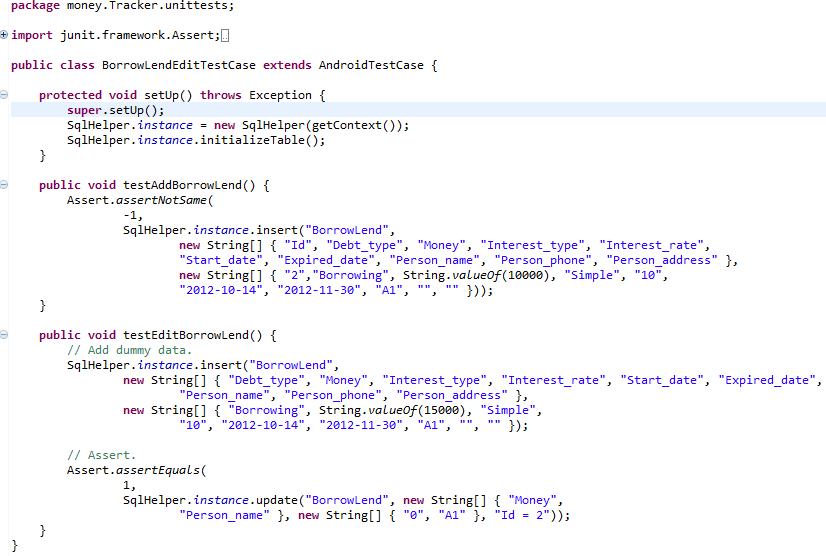 package money.Tracker.unittests;
import junit.framework.Assert;
public class BorrowLendEditTestCase extends AndroidTestCase {
protected void setUp() throws Exception {
super.setUp();
SqlHelper.instance = new SqlHelper(getContext());
SqlHelper.instance.initializeTable();
}
public void testAddBorrowLend() {
Assert.assertNotSame(
-1,
SqlHelper.instance.insert("BorrowLend",
new String[] { "Id", "Debt_type", "Money", "Interest_type", "Interest_rate",
"Start_date", "Expired_date", "Person_name", "Person_phone", "Person_address" },
new String[] { "2","Borrowing", String.valueOf(10000), "Simple", "10",
"2012-10-14", "2012-11-30", "A1", "", "" }));
}
public void testEditBorrowLend() {
// Add dummy data.
SqlHelper.instance.insert("BorrowLend",
new String[] { "Debt_type", "Money", "Interest_type", "Interest_rate", "Start_date", "Expired_date",
"Person_name", "Person_phone", "Person_address" },
new String[] { "Borrowing", String.valueOf(15000), "Simple",
"10", "2012-10-14", "2012-11-30", "A1", "", "" });
// Assert.
Assert.assertEquals(
1,
SqlHelper.instance.update("BorrowLend", new String[] { "Money",
"Person_name" }, new String[] { "0", "A1" }, "Id = 2"));
}
}